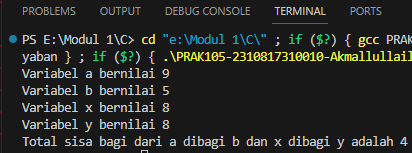 PROBLEMS OUTPUT DEBUG CONSOLE TERMINAL PORTS
PS E:\Modul 1\C> cd "e:\Modul 1\C\" ; if ($?) { gcc PRAK
yaban } ; if ($?) { .\PRAK105-2310817310010-Akmallullail
Variabel a bernilai 9
Variabel b bernilai 5
Variabel x bernilai 8
Variabel y bernilai 8
Total sisa bagi dari a dibagi b dan x dibagi y adalah 4